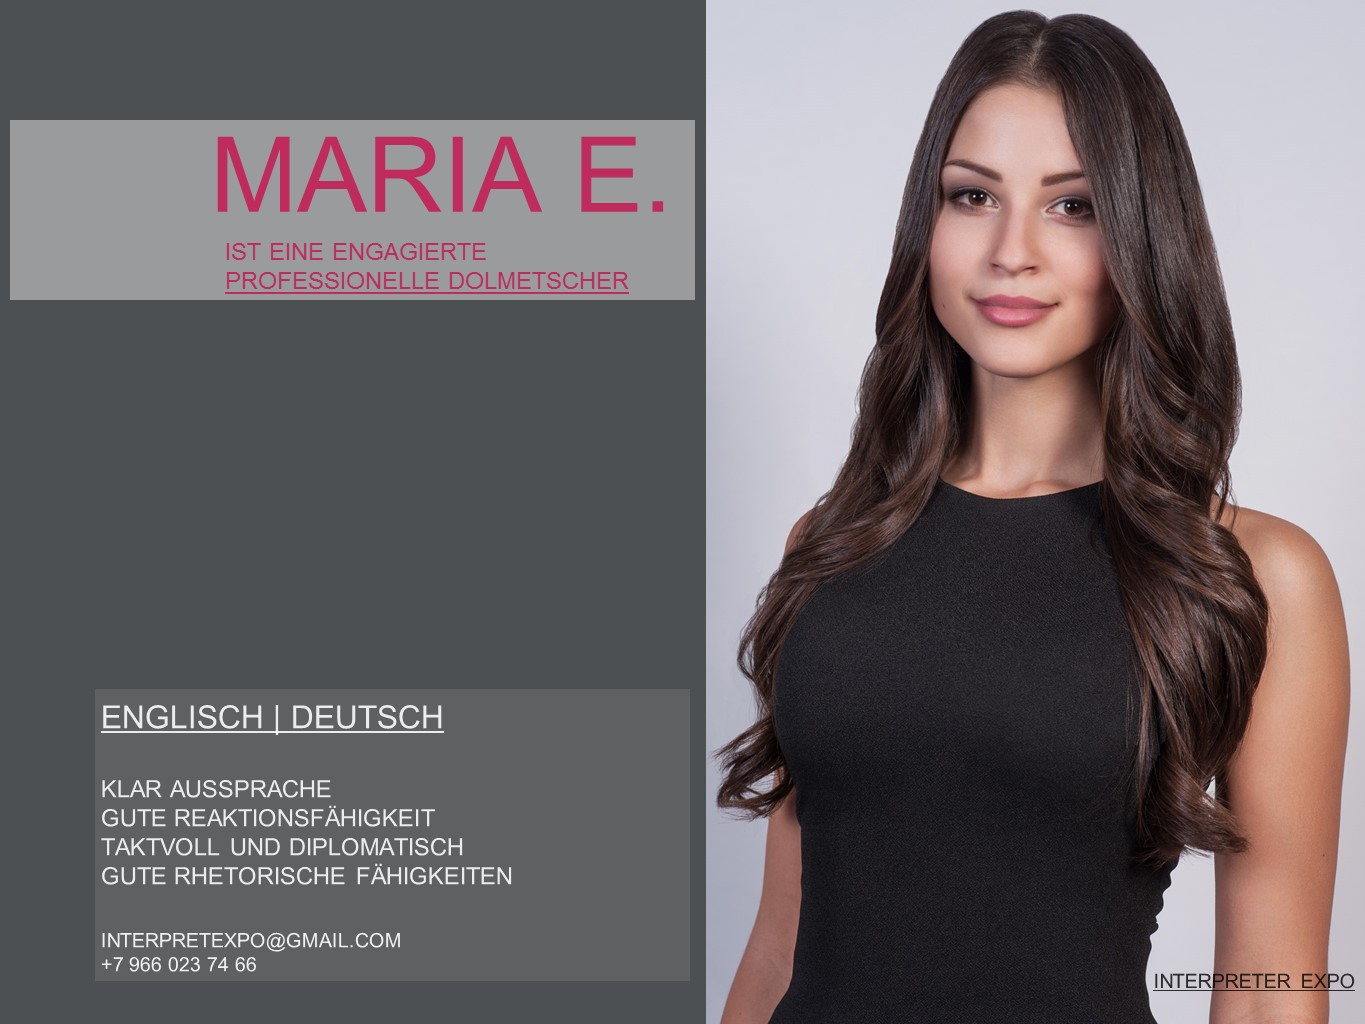 MARIA E.
IST EINE ENGAGIERTE
PROFESSIONELLE DOLMETSCHER
ENGLISCH | DEUTSCH
KLAR AUSSPRACHE
GUTE REAKTIONSFÄHIGKEIT
TAKTVOLL UND DIPLOMATISCH
GUTE RHETORISCHE FÄHIGKEITEN
INTERPRETEXPO@GMAIL.COM
+7 966 023 74 66
INTERPRETER EXPO